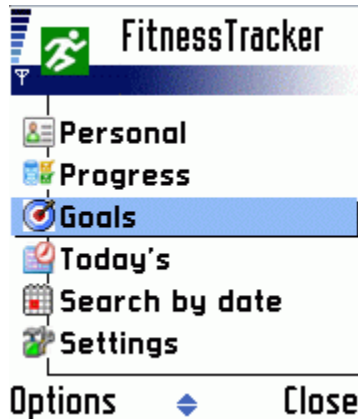 FitnessTracker
Personal
Progress
Goals
Today's
Search by date
Settings
Options Close